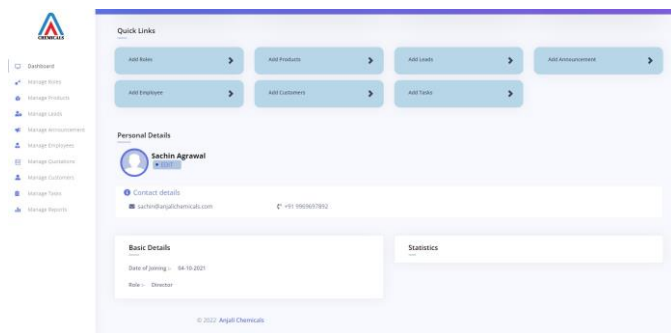 CHEMICALS
Dashboard
Manage Roles
Manage Products
Manage Leads
Manage Announcement
Manage Employees
Manage Quotations
Manage Customers
Manage Tasks
Manage Reports
Quick Links
Add Roles
Add Products
Add Leads
Add Announcement
Add Employee
Add Customers
Add Tasks
Personal Details
Sachin Agrawal
EDIT
Contact details
sachin@anjalichemicals.com
+91 9969697892
Basic Details
Date of Joining :- 04-10-2021
Role :- Director
Statistics
© 2022 Anjali Chemicals